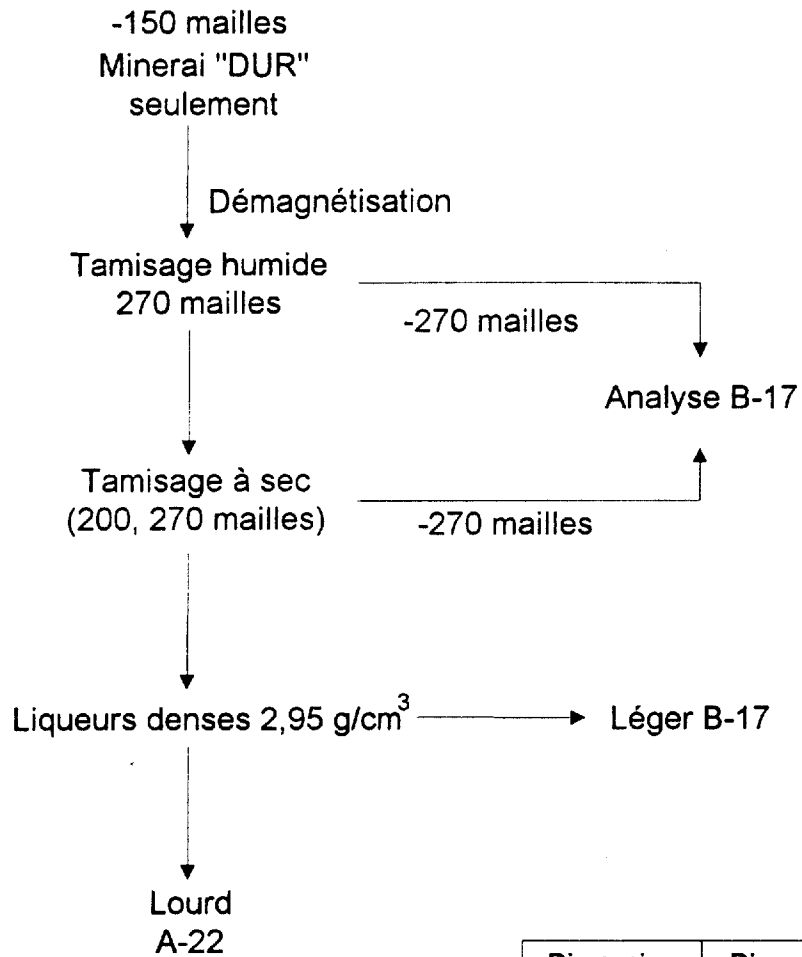 -150 mailles
Minerai "DUR"
seulement
Démagnétisation
Tamisage humide
270 mailles
-270 mailles
Analyse B-17
Tamisage à sec
(200, 270 mailles)
-270 mailles
Liqueurs denses 2,95 g/cm³
Léger B-17
Lourd
A-22